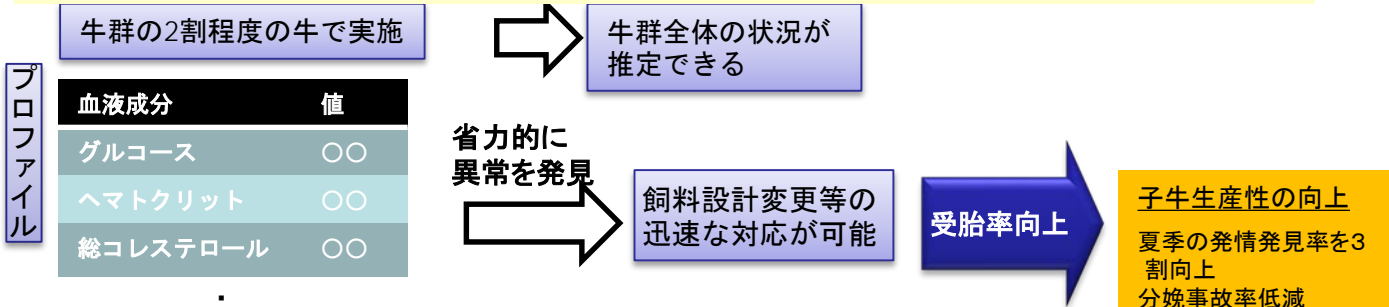 牛群の2割程度の牛で実施
牛群全体の状況が
推定できる
プロファイル
血液成分 値
グルコース ○○
ヘマトクリット ○○
総コレステロール ○○
・
省力的に
異常を発見
飼料設計変更等の
迅速な対応が可能
受胎率向上
子牛生産性の向上
夏季の発情発見率を3
割向上
分娩事故率低減